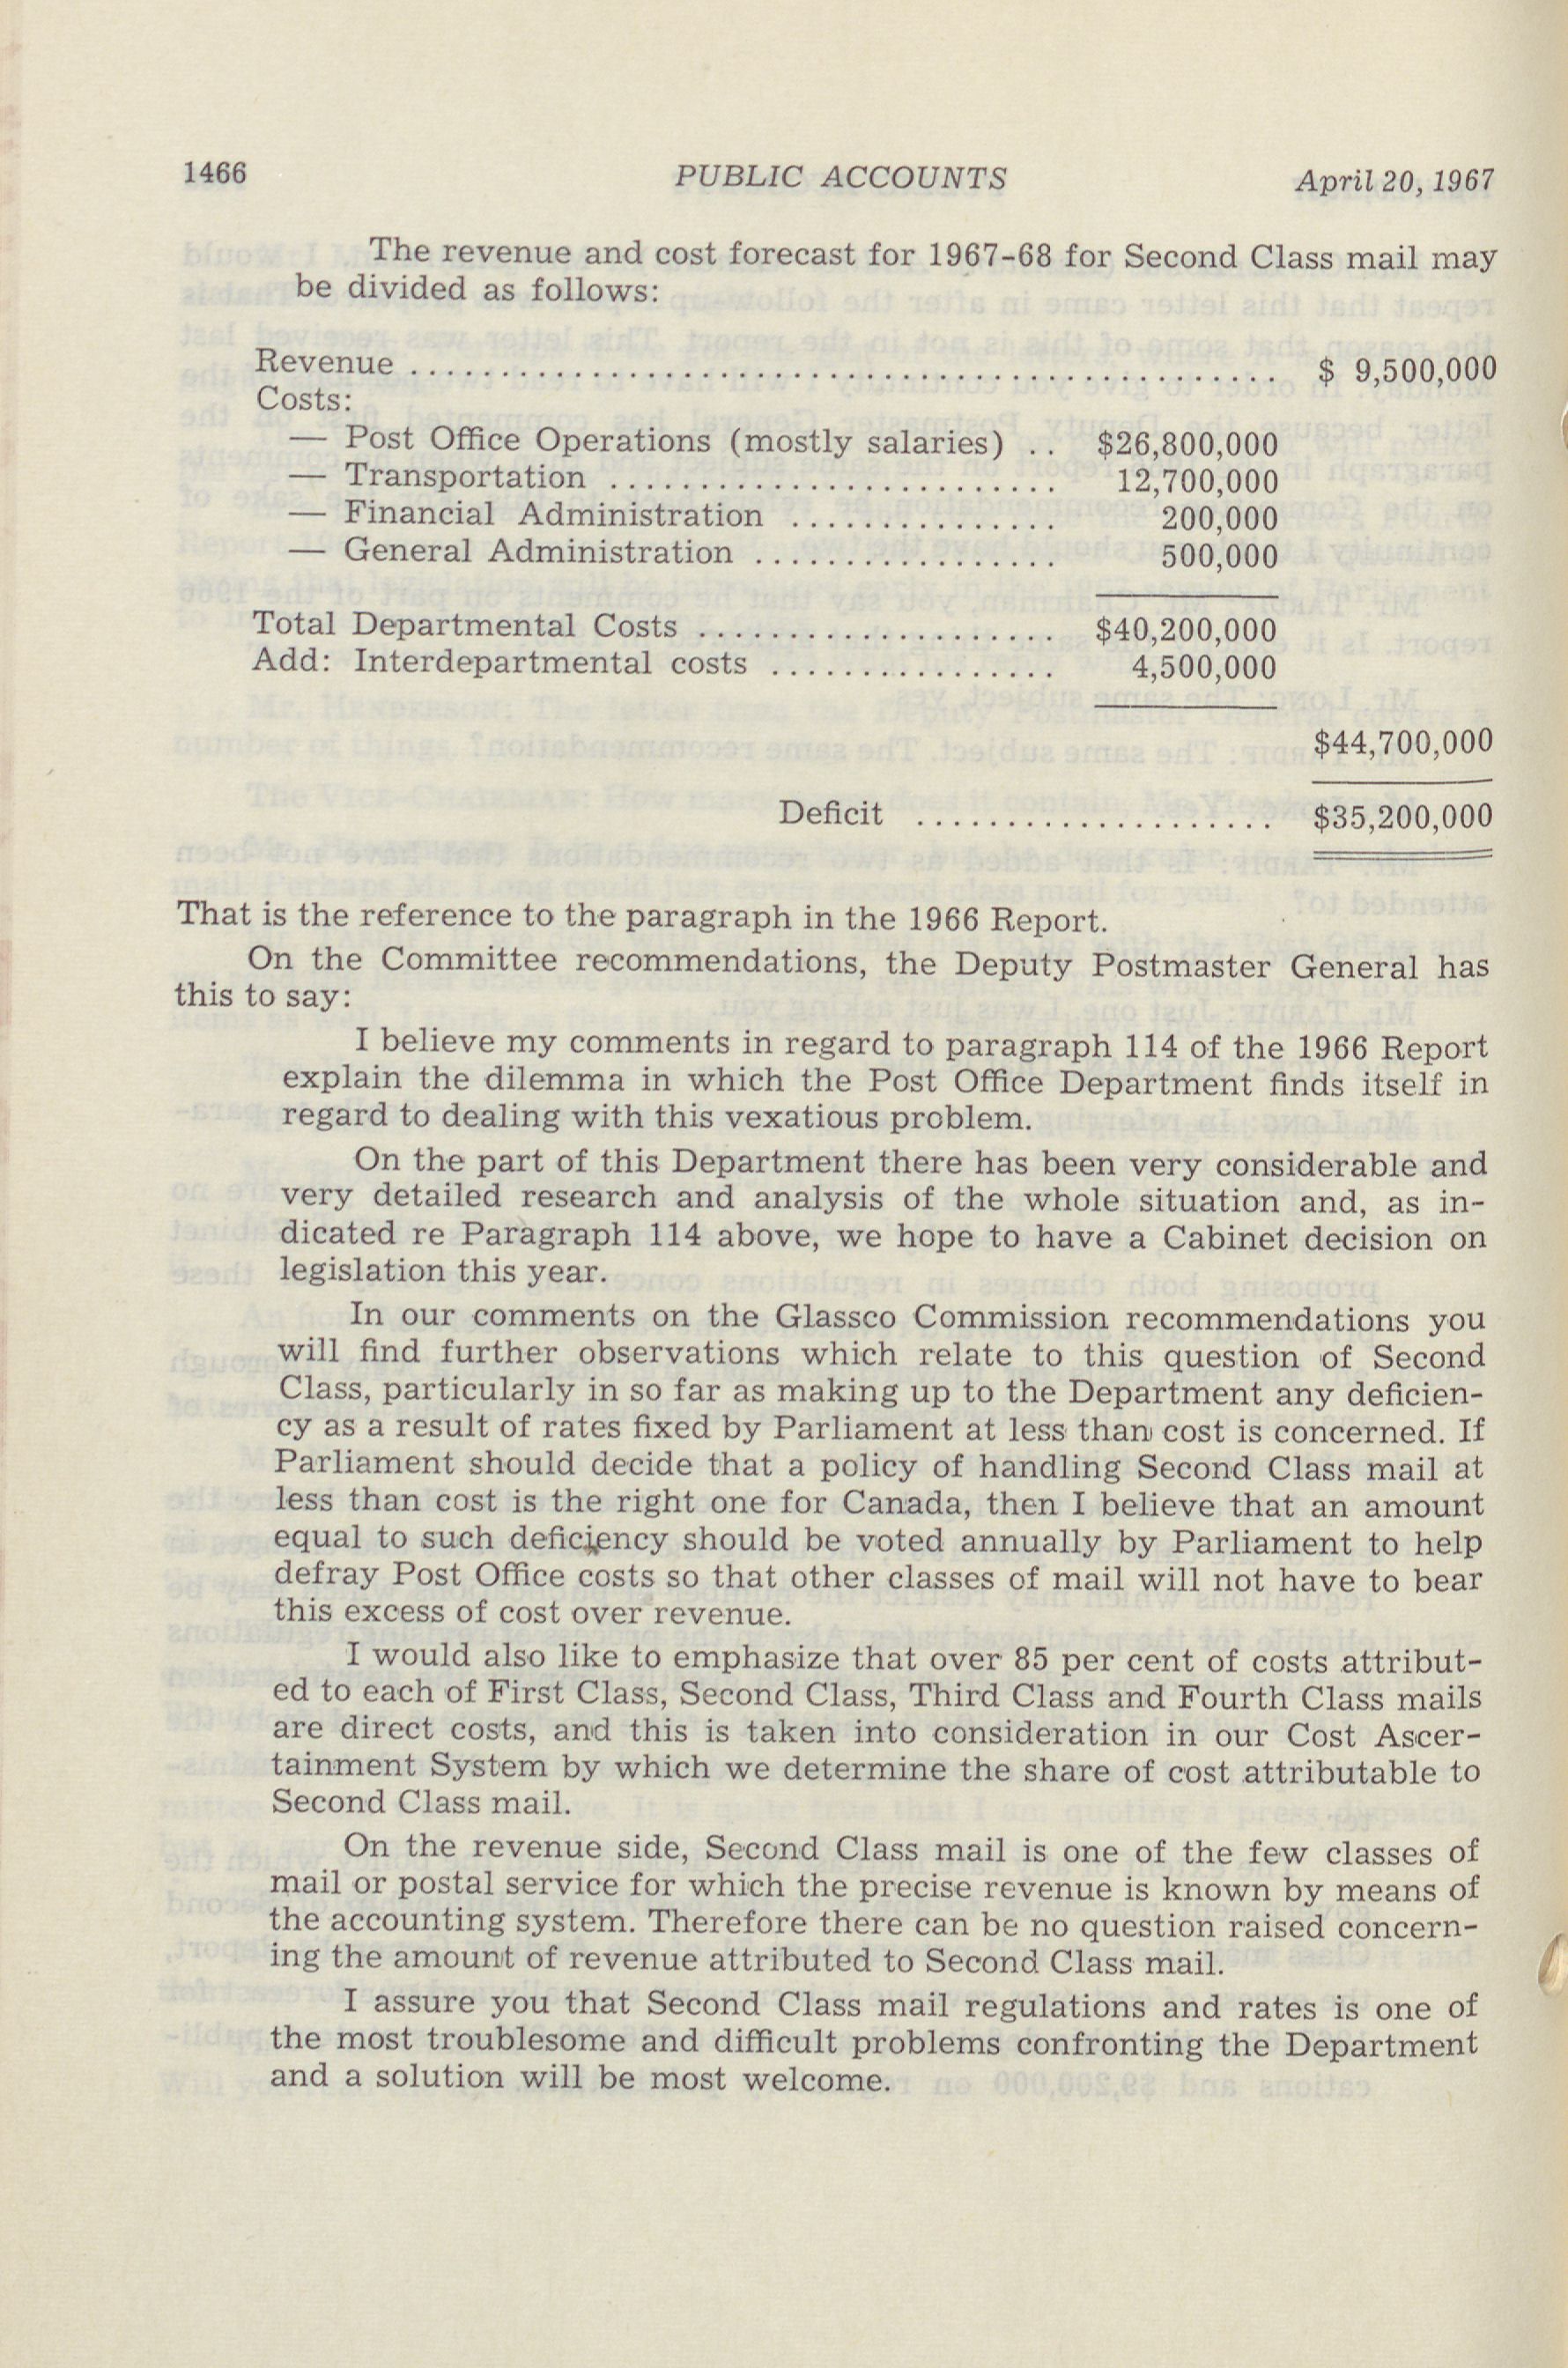 1466 PUBLIC ACCOUNTS April 20, 1967
The revenue and cost forecast for 1967-68 for Second Class mail may
be divided as follows:
Revenue ................................................ $ 9,500,000
Costs:
— Post Office Operations (mostly salaries) .. $26,800,000
— Transportation ......................... 12,700,000
— Financial Administration ............... 200,000
— General Administration ................. 500,000
Total Departmental Costs .................... $40,200,000
Add: Interdepartmental costs ................ 4,500,000
$44,700,000
Deficit .................... $35,200,000
That is the reference to the paragraph in the 1966 Report.
On the Committee recommendations, the Deputy Postmaster General has
this to say:
I believe my comments in regard to paragraph 114 of the 1966 Report
explain the dilemma in which the Post Office Department finds itself in
regard to dealing with this vexatious problem.
On the part of this Department there has been very considerable and
very detailed research and analysis of the whole situation and, as in-
dicated re Paragraph 114 above, we hope to have a Cabinet decision on
legislation this year.
In our comments on the Glassco Commission recommendations you
will find further observations which relate to this question of Second
Class, particularly in so far as making up to the Department any deficien-
cy as a result of rates fixed by Parliament at less than cost is concerned. If
Parliament should decide that a policy of handling Second Class mail at
less than cost is the right one for Canada, then I believe that an amount
equal to such deficiency should be voted annually by Parliament to help
defray Post Office costs so that other classes of mail will not have to bear
this excess of cost over revenue.
I would also like to emphasize that over 85 per cent of costs attribut-
ed to each of First Class, Second Class, Third Class and Fourth Class mails
are direct costs, and this is taken into consideration in our Cost Ascer-
tainment System by which we determine the share of cost attributable to
Second Class mail.
On the revenue side, Second Class mail is one of the few classes of
mail or postal service for which the precise revenue is known by means of
the accounting system. Therefore there can be no question raised concern-
ing the amount of revenue attributed to Second Class mail.
I assure you that Second Class mail regulations and rates is one of
the most troublesome and difficult problems confronting the Department
and a solution will be most welcome.